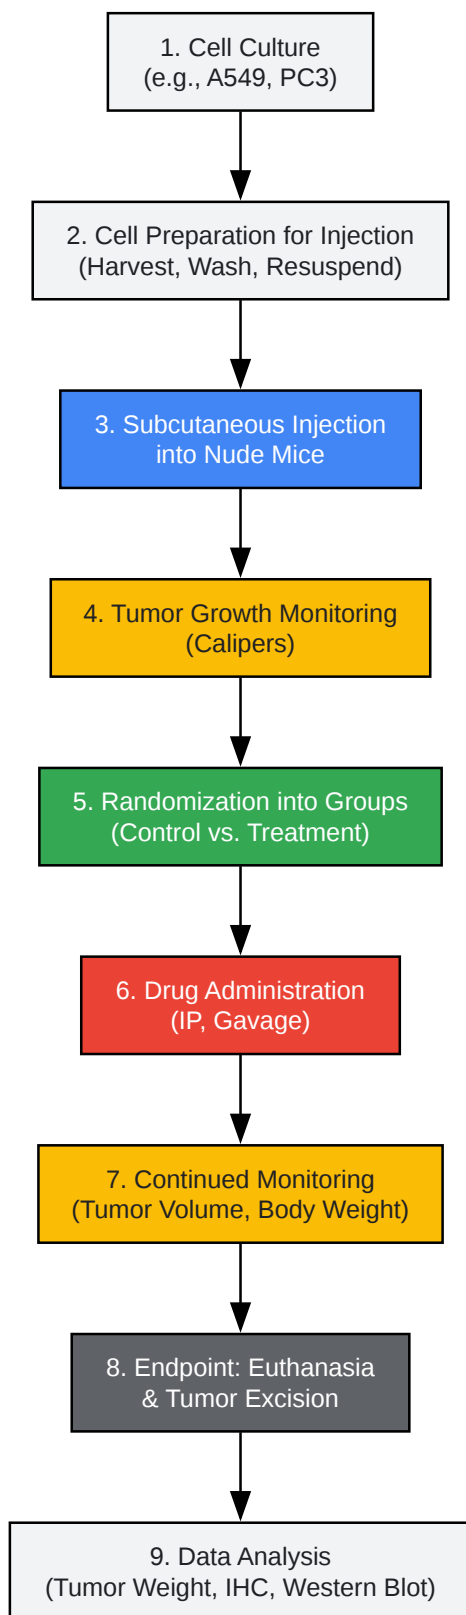 1. Cell Culture
(e.g., A549, PC3)
2. Cell Preparation for Injection
(Harvest, Wash, Resuspend)
3. Subcutaneous Injection
into Nude Mice
4. Tumor Growth Monitoring
(Calipers)
5. Randomization into Groups
(Control vs. Treatment)
6. Drug Administration
(IP, Gavage)
7. Continued Monitoring
(Tumor Volume, Body Weight)
8. Endpoint: Euthanasia
& Tumor Excision
9. Data Analysis
(Tumor Weight, IHC, Western Blot)